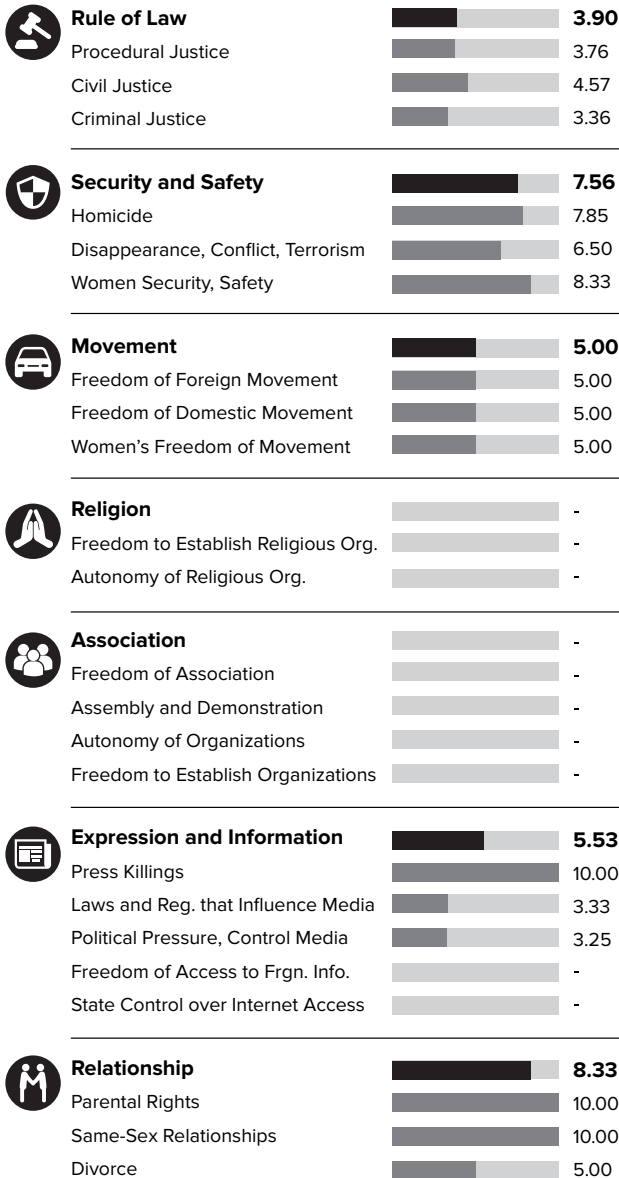 Rule of Law 3.90
Procedural Justice 3.76
Civil Justice 4.57
Criminal Justice 3.36
Security and Safety 7.56
Homicide 7.85
Disappearance, Conflict, Terrorism 6.50
Women Security, Safety 8.33
Movement 5.00
Freedom of Foreign Movement 5.00
Freedom of Domestic Movement 5.00
Women's Freedom of Movement 5.00
Religion -
Freedom to Establish Religious Org. -
Autonomy of Religious Org. -
Association -
Freedom of Association -
Assembly and Demonstration -
Autonomy of Organizations -
Freedom to Establish Organizations -
Expression and Information 5.53
Press Killings 10.00
Laws and Reg. that Influence Media 3.33
Political Pressure, Control Media 3.25
Freedom of Access to Frgn. Info. -
State Control over Internet Access -
Relationship 8.33
Parental Rights 10.00
Same-Sex Relationships 10.00
Divorce 5.00